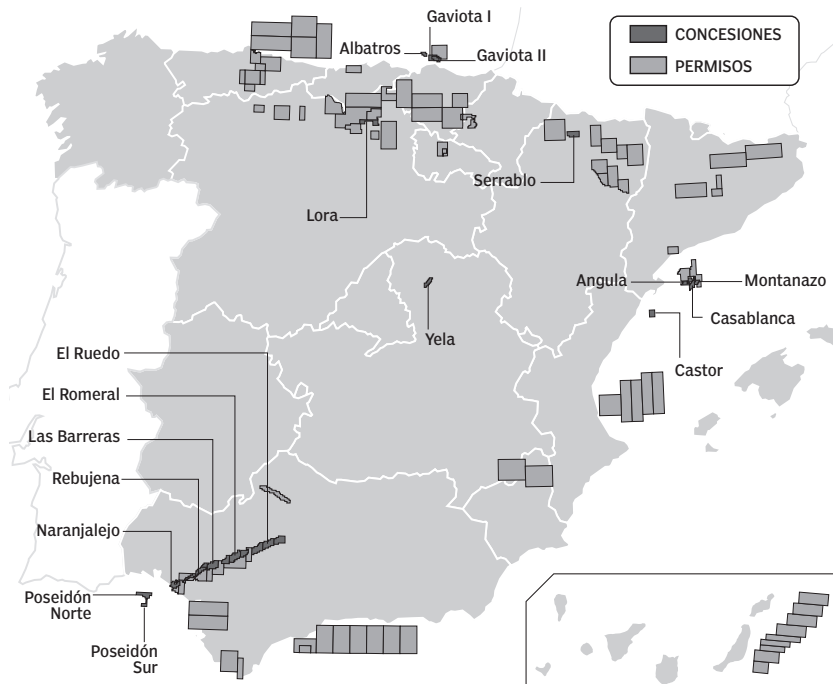 Gaviota I
Albatros
Gaviota II
CONCESIONES
PERMISOS
Serrablo
Lora
Angula
Montanazo
Casablanca
Yela
Castor
El Ruedo
El Romeral
Las Barreras
Rebujena
Naranjalejo
Poseidón
Norte
Poseidón
Sur